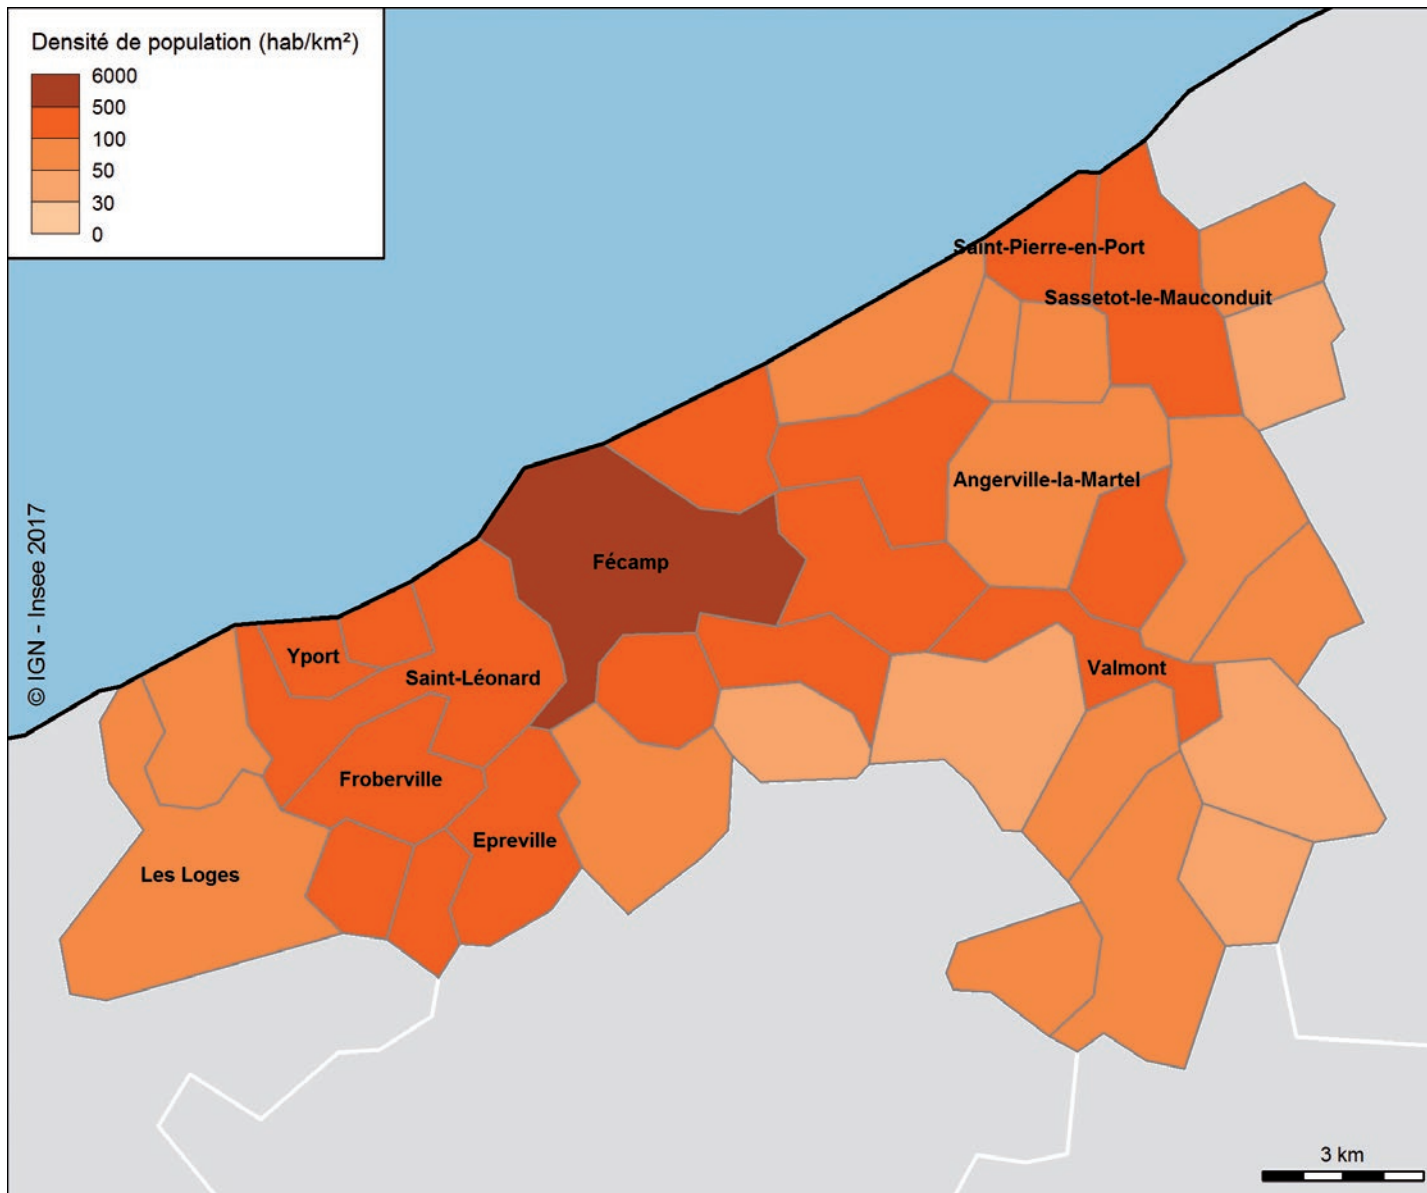 Densité de population (hab/km²)
6000
500
100
50
30
0
Saint-Pierre-en-Port
Sassetot-le-Mauconduit
Angerville-la-Martel
Fécamp
© IGN - Insee 2017
Yport
Saint-Léonard
Valmont
Froberville
Epreville
Les Loges
3 km